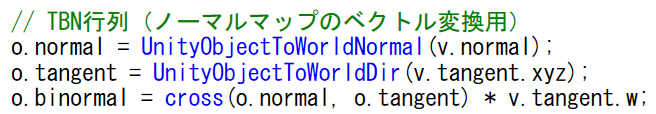 // TBN行列（ノーマルマップのベクトル変換用）
o.normal = UnityObjectToWorldNormal(v.normal);
o.tangent = UnityObjectToWorldDir(v.tangent.xyz);
o.binormal = cross(o.normal, o.tangent) * v.tangent.w;